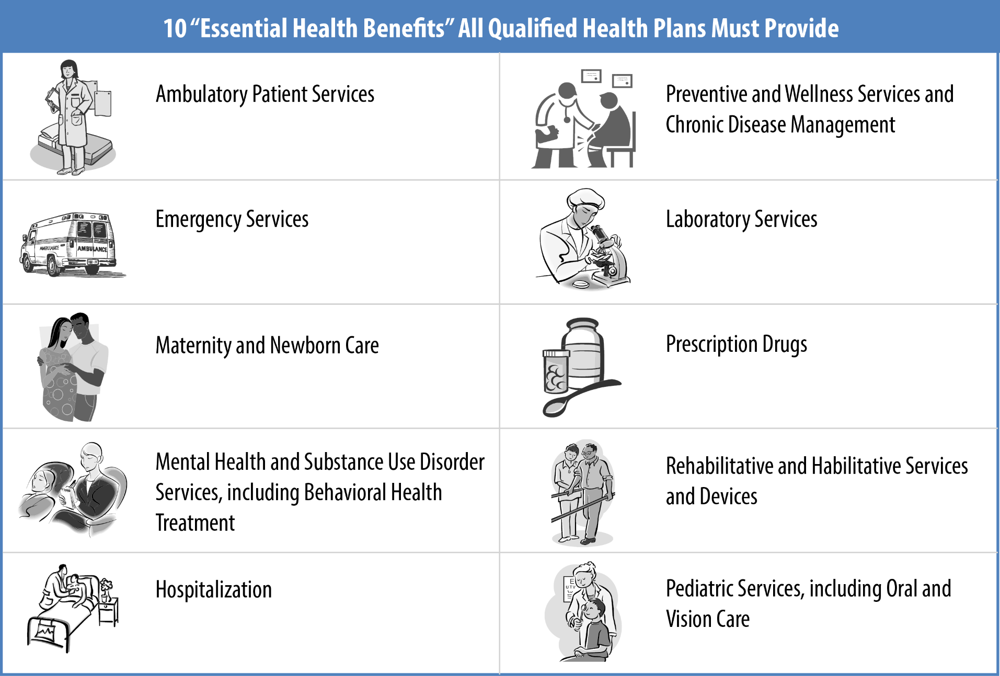 10 “Essential Health Benefits” All Qualified Health Plans Must Provide
Ambulatory Patient Services
Preventive and Wellness Services and
Chronic Disease Management
Emergency Services
AMBULANCE
AMBULANCE
Laboratory Services
Maternity and Newborn Care
Prescription Drugs
Mental Health and Substance Use Disorder
Services, including Behavioral Health
Treatment
Rehabilitative and Habilitative Services
and Devices
Hospitalization
E
UTV
Pediatric Services, including Oral and
Vision Care